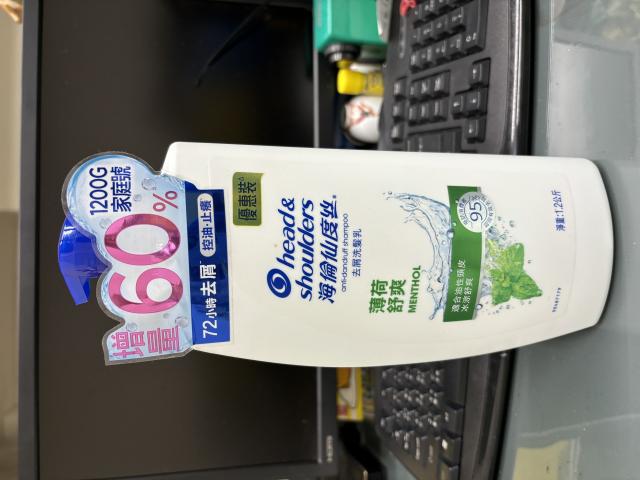 1200G
家庭號
60%
增量
72小時 去屑
控油·止癢
優惠裝
head &
shoulders
海倫仙度絲
anti-dandruff shampoo
去屑洗髮乳
薄荷
舒爽
MENTHOL
適合油性頭皮
冰涼舒爽
95%
淨重:1.2公斤